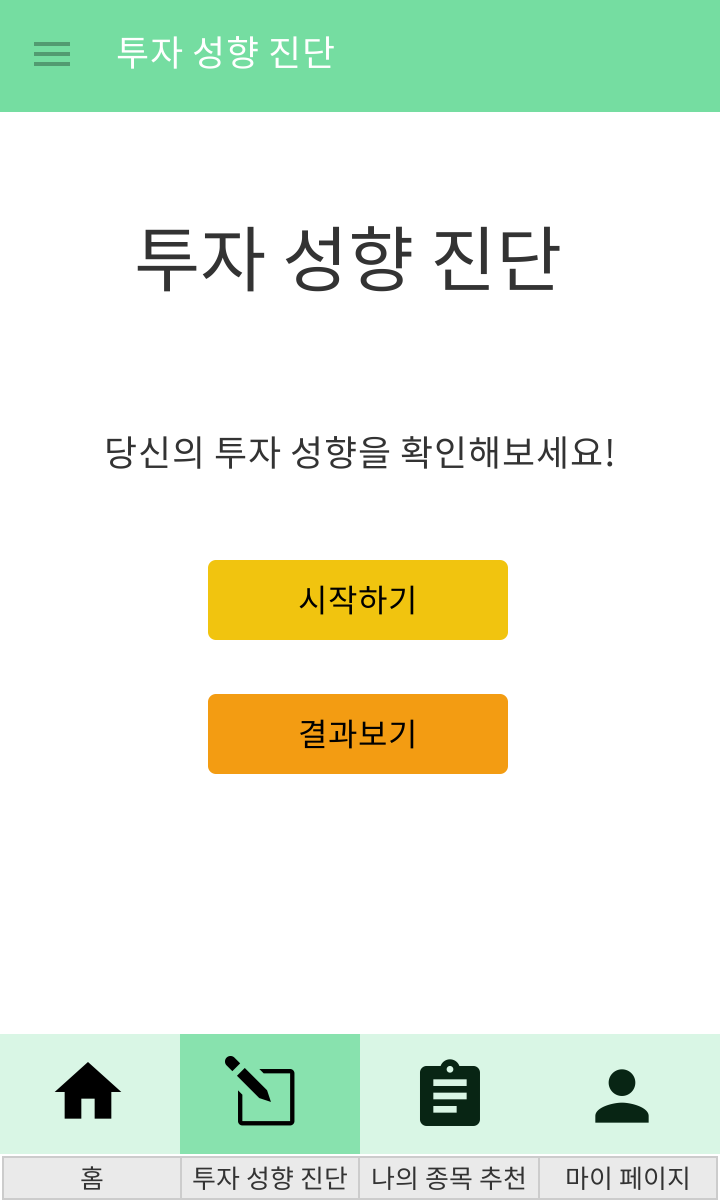 투자 성향 진단
투자 성향 진단
당신의 투자 성향을 확인해보세요!
시작하기
결과보기
홈 투자 성향 진단 나의 종목 추천 마이 페이지